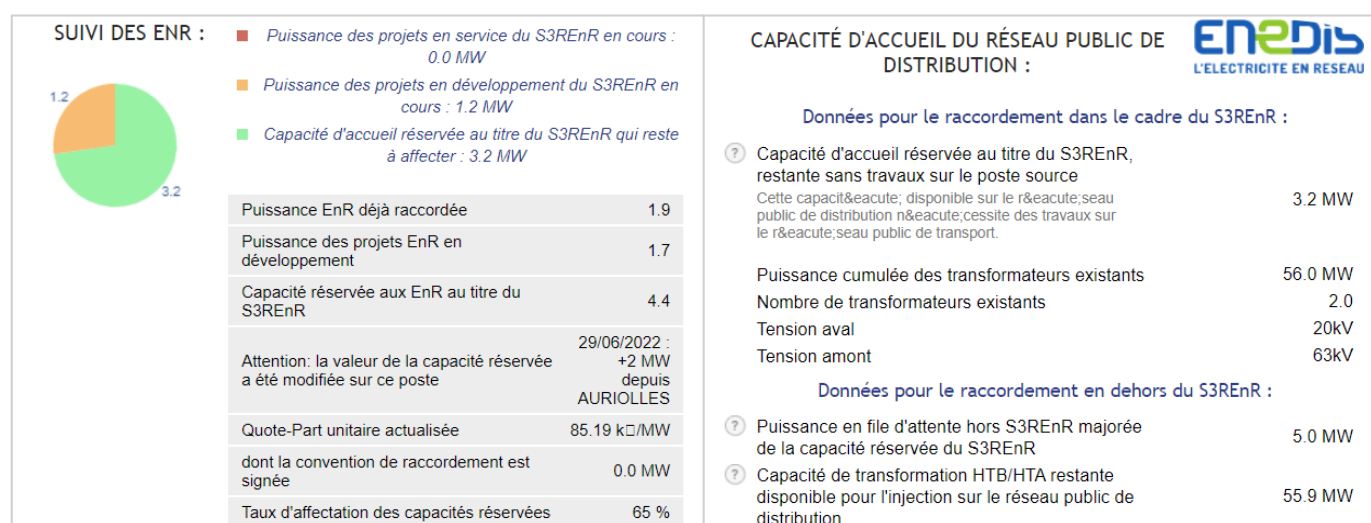 SUIVI DES ENR :
Puissance des projets en service du S3REnR en cours :
0.0 MW
Puissance des projets en développement du S3REnR en
cours : 1.2 MW
Capacité d'accueil réservée au titre du S3REnR qui reste
à affecter : 3.2 MW
1.2
3.2
Puissance EnR déjà raccordée 1.9
Puissance des projets EnR en
développement 1.7
Capacité réservée aux EnR au titre du
S3REnR 4.4
Attention: la valeur de la capacité réservée
a été modifiée sur ce poste
29/06/2022 :
+2 MW
depuis
AURIOLLES
Quote-Part unitaire actualisée 85.19 k□/MW
dont la convention de raccordement est
signée 0.0 MW
Taux d'affectation des capacités réservées 65 %
CAPACITÉ D'ACCUEIL DU RÉSEAU PUBLIC DE
DISTRIBUTION :
ENEDIS
L'ELECTRICITE EN RESEAU
Données pour le raccordement dans le cadre du S3REnR :
? Capacité d'accueil réservée au titre du S3REnR,
restante sans travaux sur le poste source
Cette capacit&eacute; disponible sur le r&eacute;seau
public de distribution n&eacute;cessite des travaux sur
le r&eacute;seau public de transport.
3.2 MW
Puissance cumulée des transformateurs existants 56.0 MW
Nombre de transformateurs existants 2.0
Tension aval 20kV
Tension amont 63kV
Données pour le raccordement en dehors du S3REnR :
? Puissance en file d'attente hors S3REnR majorée
de la capacité réservée du S3REnR 5.0 MW
? Capacité de transformation HTB/HTA restante
disponible pour l'injection sur le réseau public de 55.9 MW
distribution